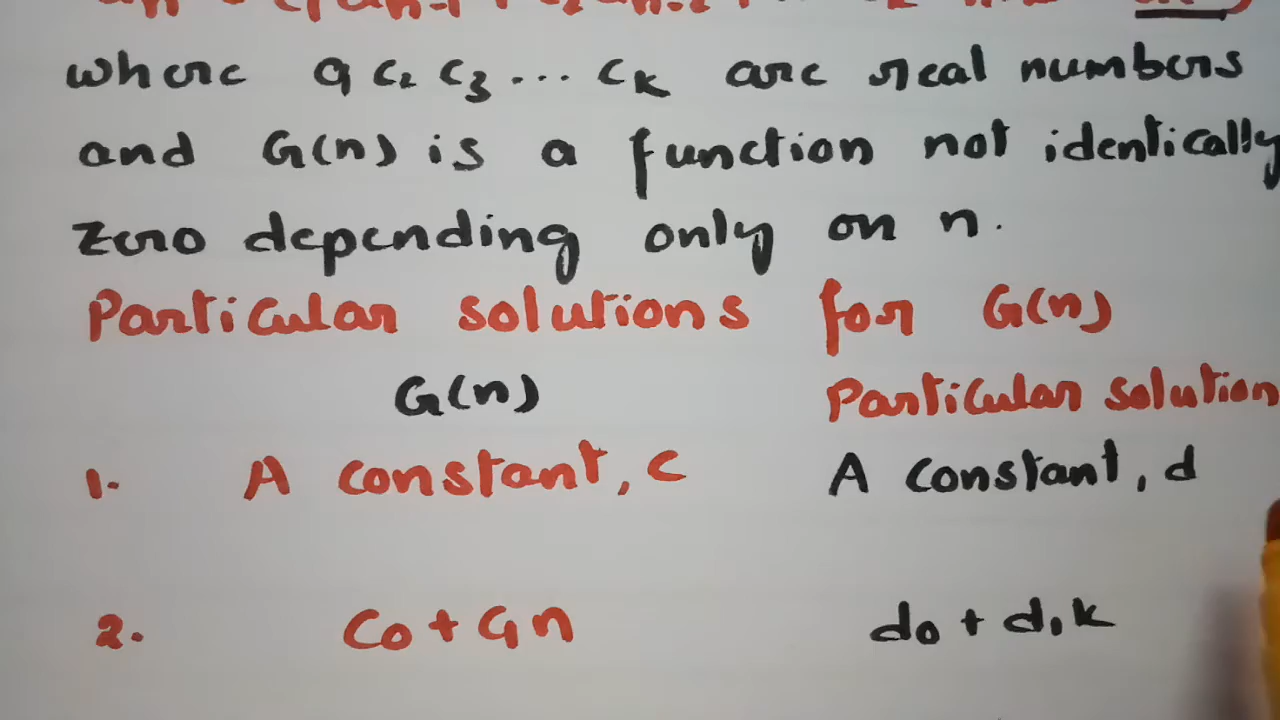 where c₁ c₂ c₃ ... cₖ are real numbers
and G(n) is a function not identically
zero depending only on n.
Particular solutions for G(n)
G(n) Particular solution
1. A constant, c A constant, d
2. c₀ + c₁n d₀ + d₁k